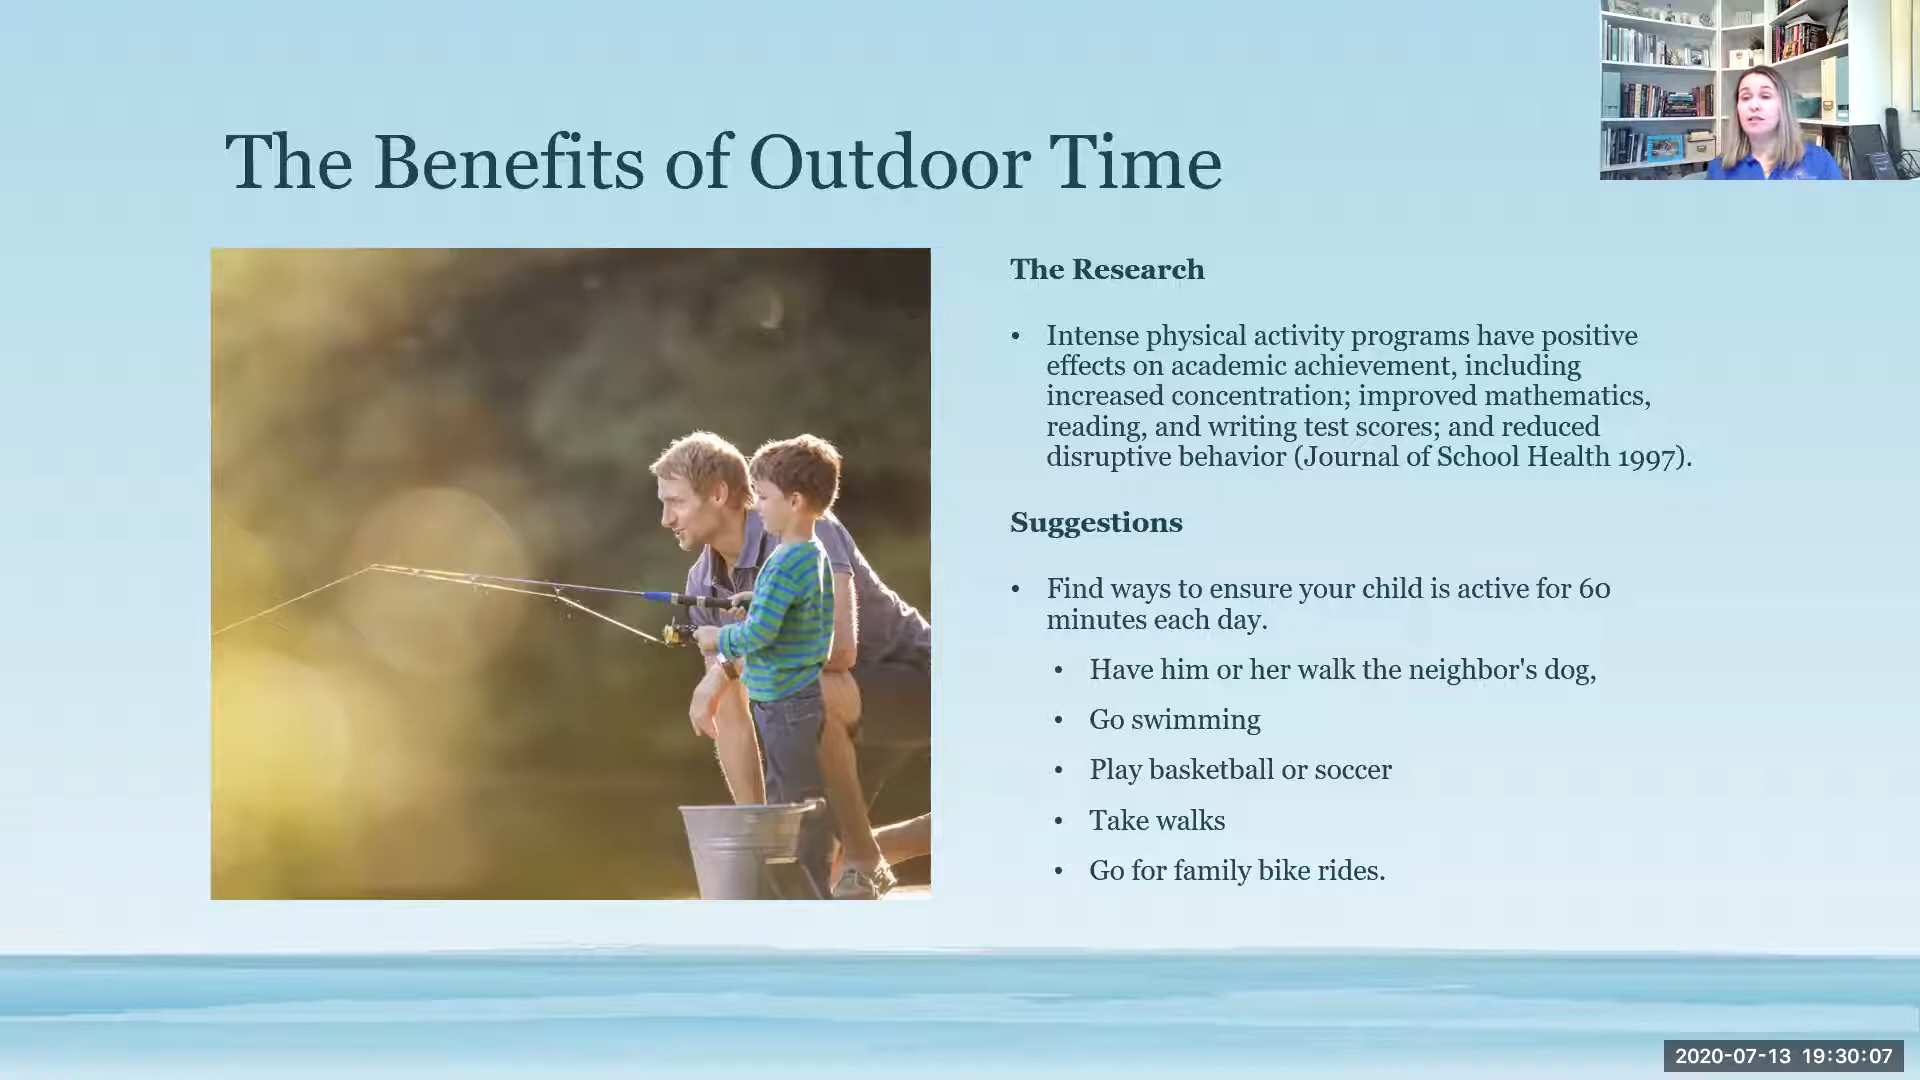 The Benefits of Outdoor Time
The Research
• Intense physical activity programs have positive
effects on academic achievement, including
increased concentration; improved mathematics,
reading, and writing test scores; and reduced
disruptive behavior (Journal of School Health 1997).
Suggestions
• Find ways to ensure your child is active for 60
minutes each day.
• Have him or her walk the neighbor's dog,
• Go swimming
• Play basketball or soccer
• Take walks
• Go for family bike rides.
2020-07-13 19:30:07